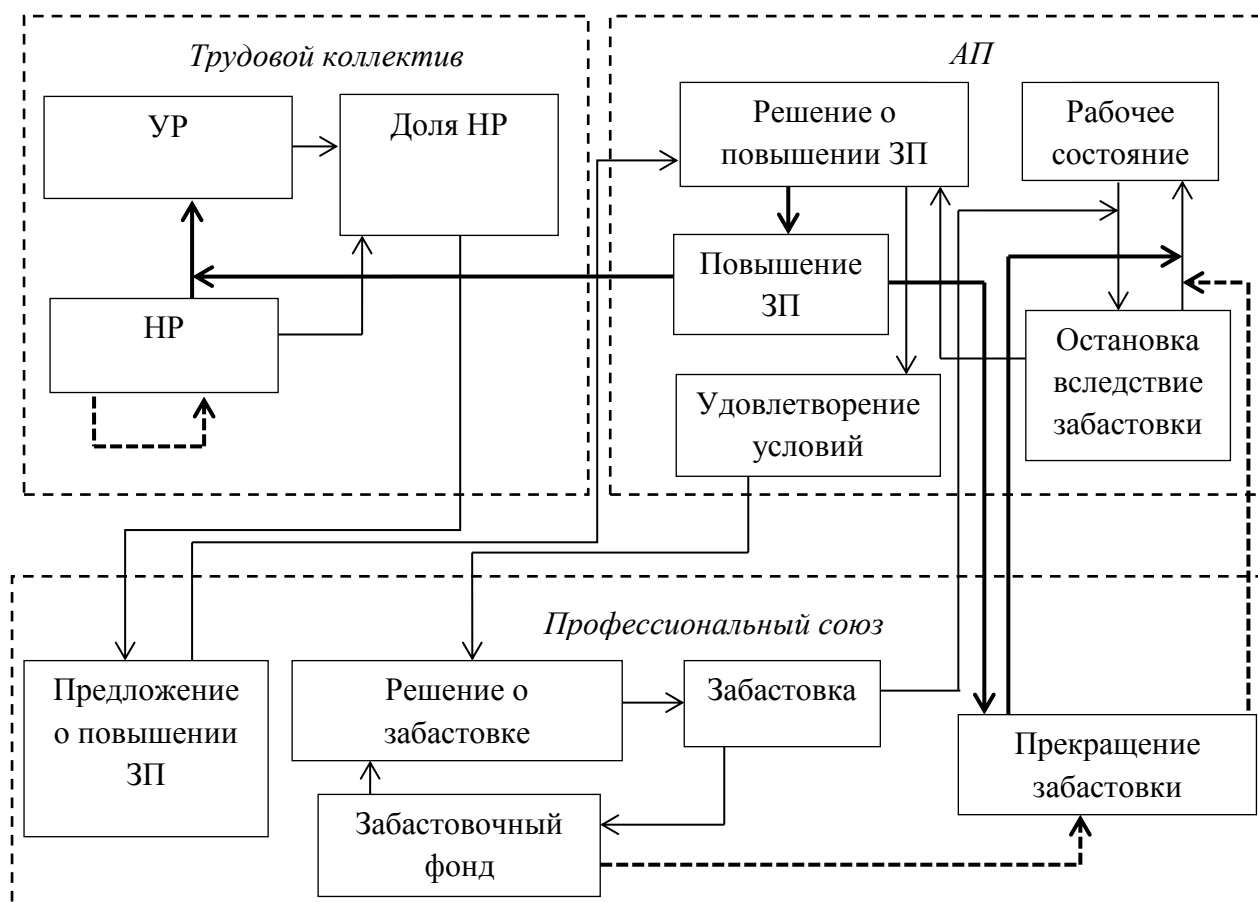 Трудовой коллектив
УР
Доля НР
НР
АП
Решение о
повышении ЗП
Рабочее
состояние
Повышение
ЗП
Остановка
вследствие
забастовки
Удовлетворение
условий
Профессиональный союз
Предложение
о повышении
ЗП
Решение о
забастовке
Забастовка
Прекращение
забастовки
Забастовочный
фонд